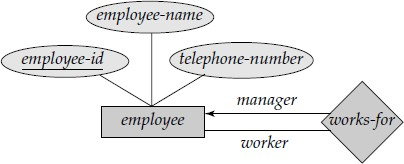 employee-name
employee-id
telephone-number
manager
employee
works-for
worker